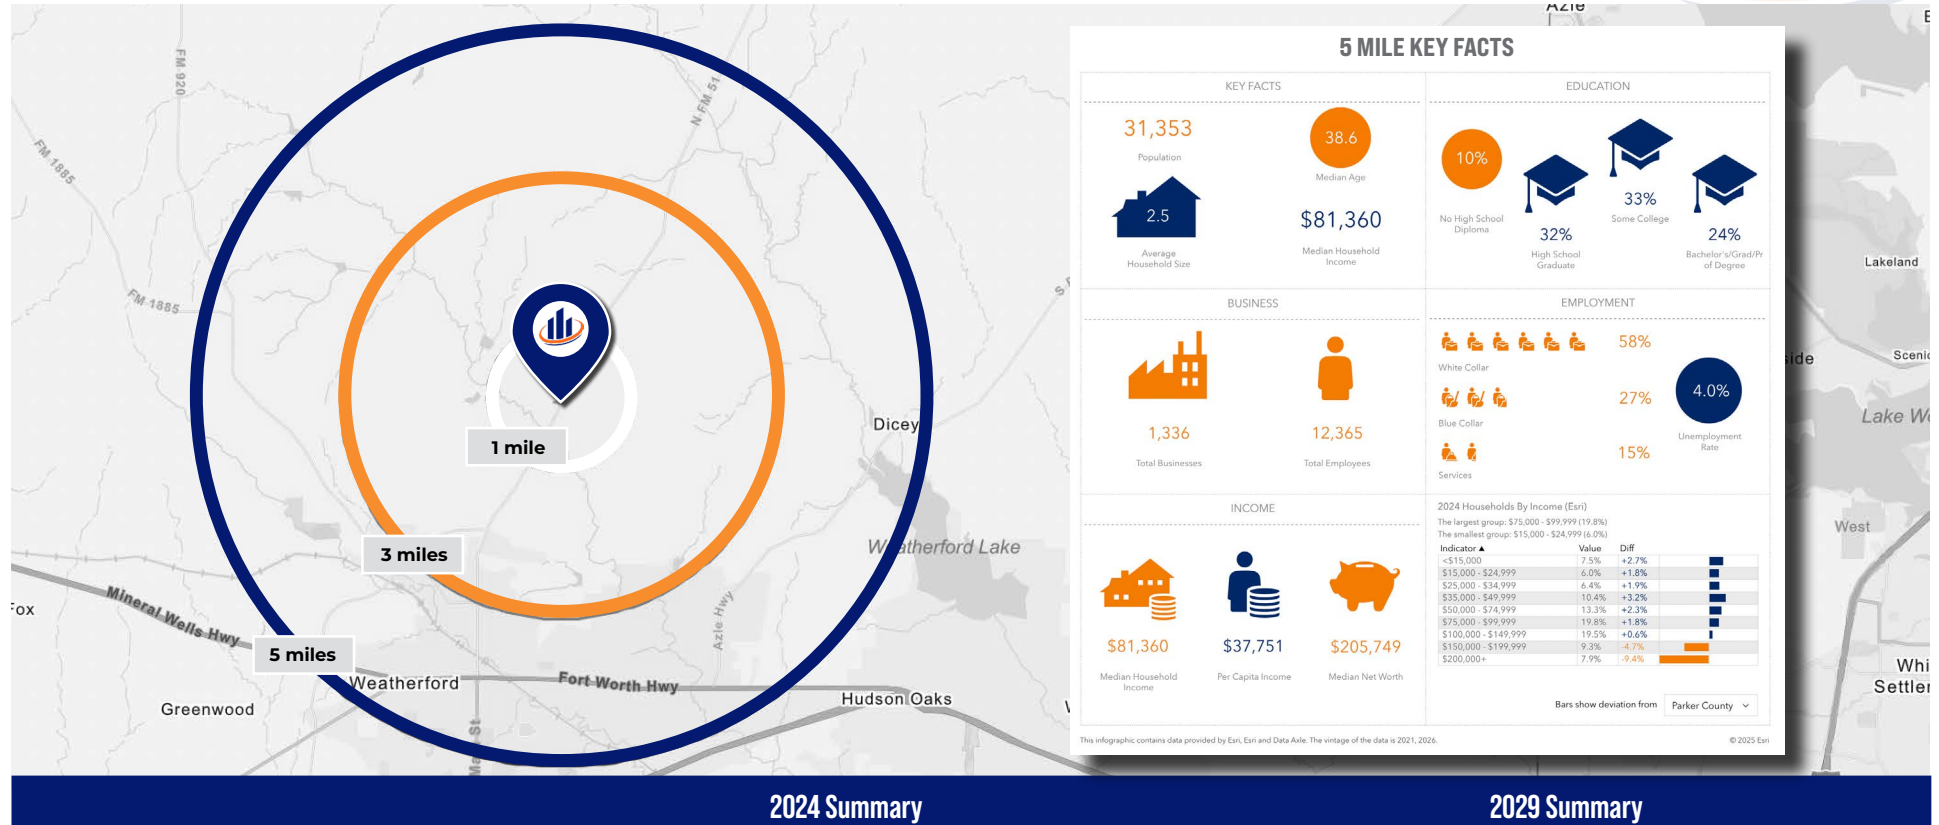 Azle
FM 920
N FM 51
FM 1885
FM 1885
1 mile
Dicey
3 miles
Weatherford Lake
Mineral Wells Hwy
Azle Hwy
5 miles
Weatherford
Fort Worth Hwy
Greenwood
Hudson Oaks
Lakeland
West
5 MILE KEY FACTS
KEY FACTS
31,353
Population
38.6
Median Age
2.5
Average
Household Size
$81,360
Median Household
Income
EDUCATION
10%
No High School
Diploma
32%
High School
Graduate
33%
Some College
24%
Bachelor's/Grad/Pr
of Degree
BUSINESS
1,336
Total Businesses
12,365
Total Employees
EMPLOYMENT
58%
White Collar
27%
Blue Collar
15%
Services
4.0%
Unemployment
Rate
INCOME
$81,360
Median Household
Income
$37,751
Per Capita Income
$205,749
Median Net Worth
2024 Households By Income (Esri)
The largest group: $75,000 - $99,999 (19.8%)
The smallest group: $15,000 - $24,999 (6.0%)
Indicator ▲ Value Diff
<$15,000 7.5% +2.7%
$15,000 - $24,999 6.0% +1.8%
$25,000 - $34,999 6.4% +1.9%
$35,000 - $49,999 10.4% +3.2%
$50,000 - $74,999 13.3% +2.3%
$75,000 - $99,999 19.8% +1.8%
$100,000 - $149,999 19.5% +0.6%
$150,000 - $199,999 9.3% -4.7%
$200,000+ 7.9% -9.4%
Bars show deviation from Parker County
This infographic contains data provided by Esri, Esri and Data Axle. The vintage of the data is 2021, 2026.
© 2025 Esri
2024 Summary
2029 Summary